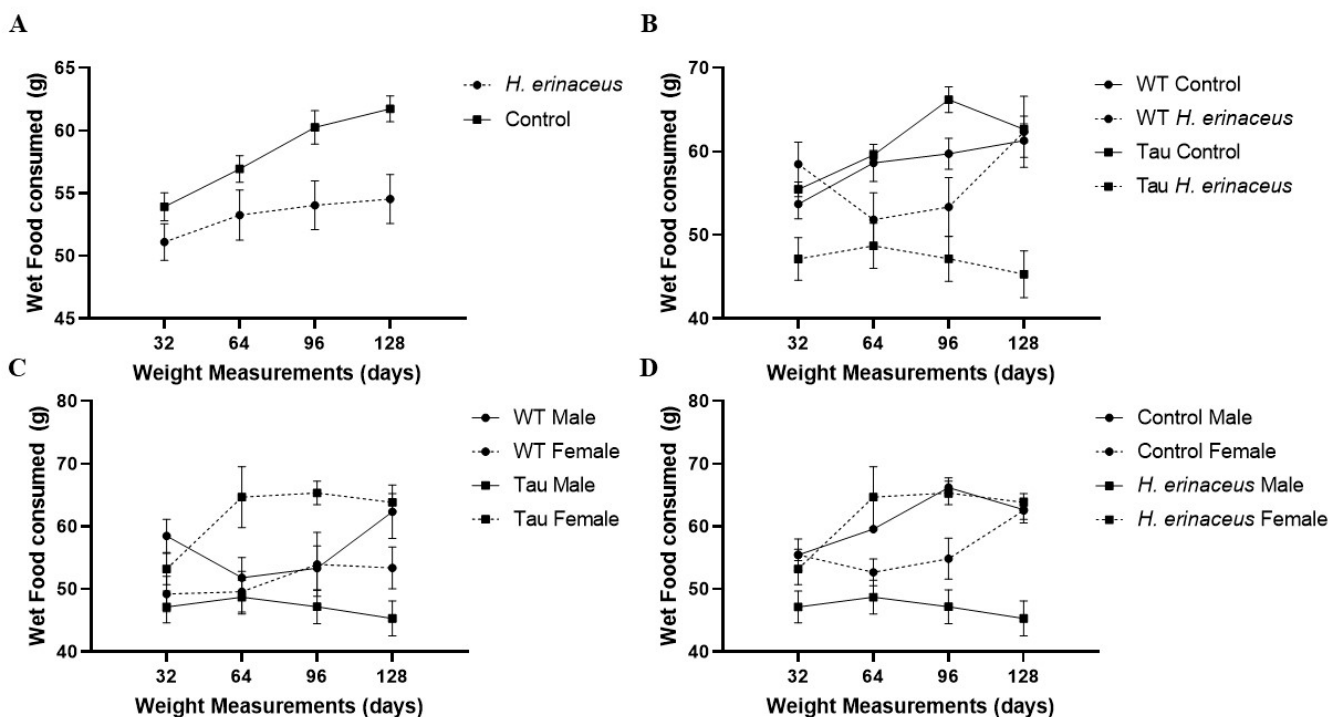 A
Wet Food consumed (g)
65
60
55
50
45
32 64 96 128
Weight Measurements (days)
H. erinaceus
Control
B
Wet Food consumed (g)
70
60
50
40
32 64 96 128
Weight Measurements (days)
WT Control
WT H. erinaceus
Tau Control
Tau H. erinaceus
C
Wet Food consumed (g)
80
70
60
50
40
32 64 96 128
Weight Measurements (days)
WT Male
WT Female
Tau Male
Tau Female
D
Wet Food consumed (g)
80
70
60
50
40
32 64 96 128
Weight Measurements (days)
Control Male
Control Female
H. erinaceus Male
H. erinaceus Female